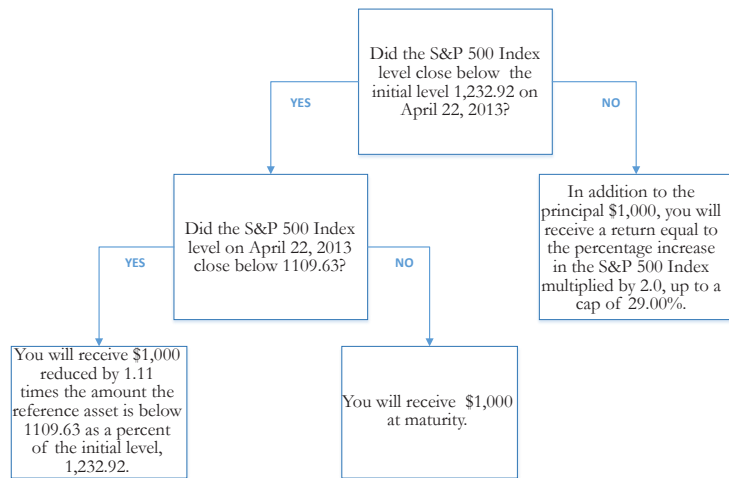 Did the S&P 500 Index
level close below the
initial level 1,232.92 on
April 22, 2013?
YES
NO
Did the S&P 500 Index
level on April 22, 2013
close below 1109.63?
In addition to the
principal $1,000, you will
receive a return equal to
the percentage increase
in the S&P 500 Index
multiplied by 2.0, up to a
cap of 29.00%.
YES
NO
You will receive $1,000
reduced by 1.11
times the amount the
reference asset is below
1109.63 as a percent
of the initial level,
1,232.92.
You will receive $1,000
at maturity.